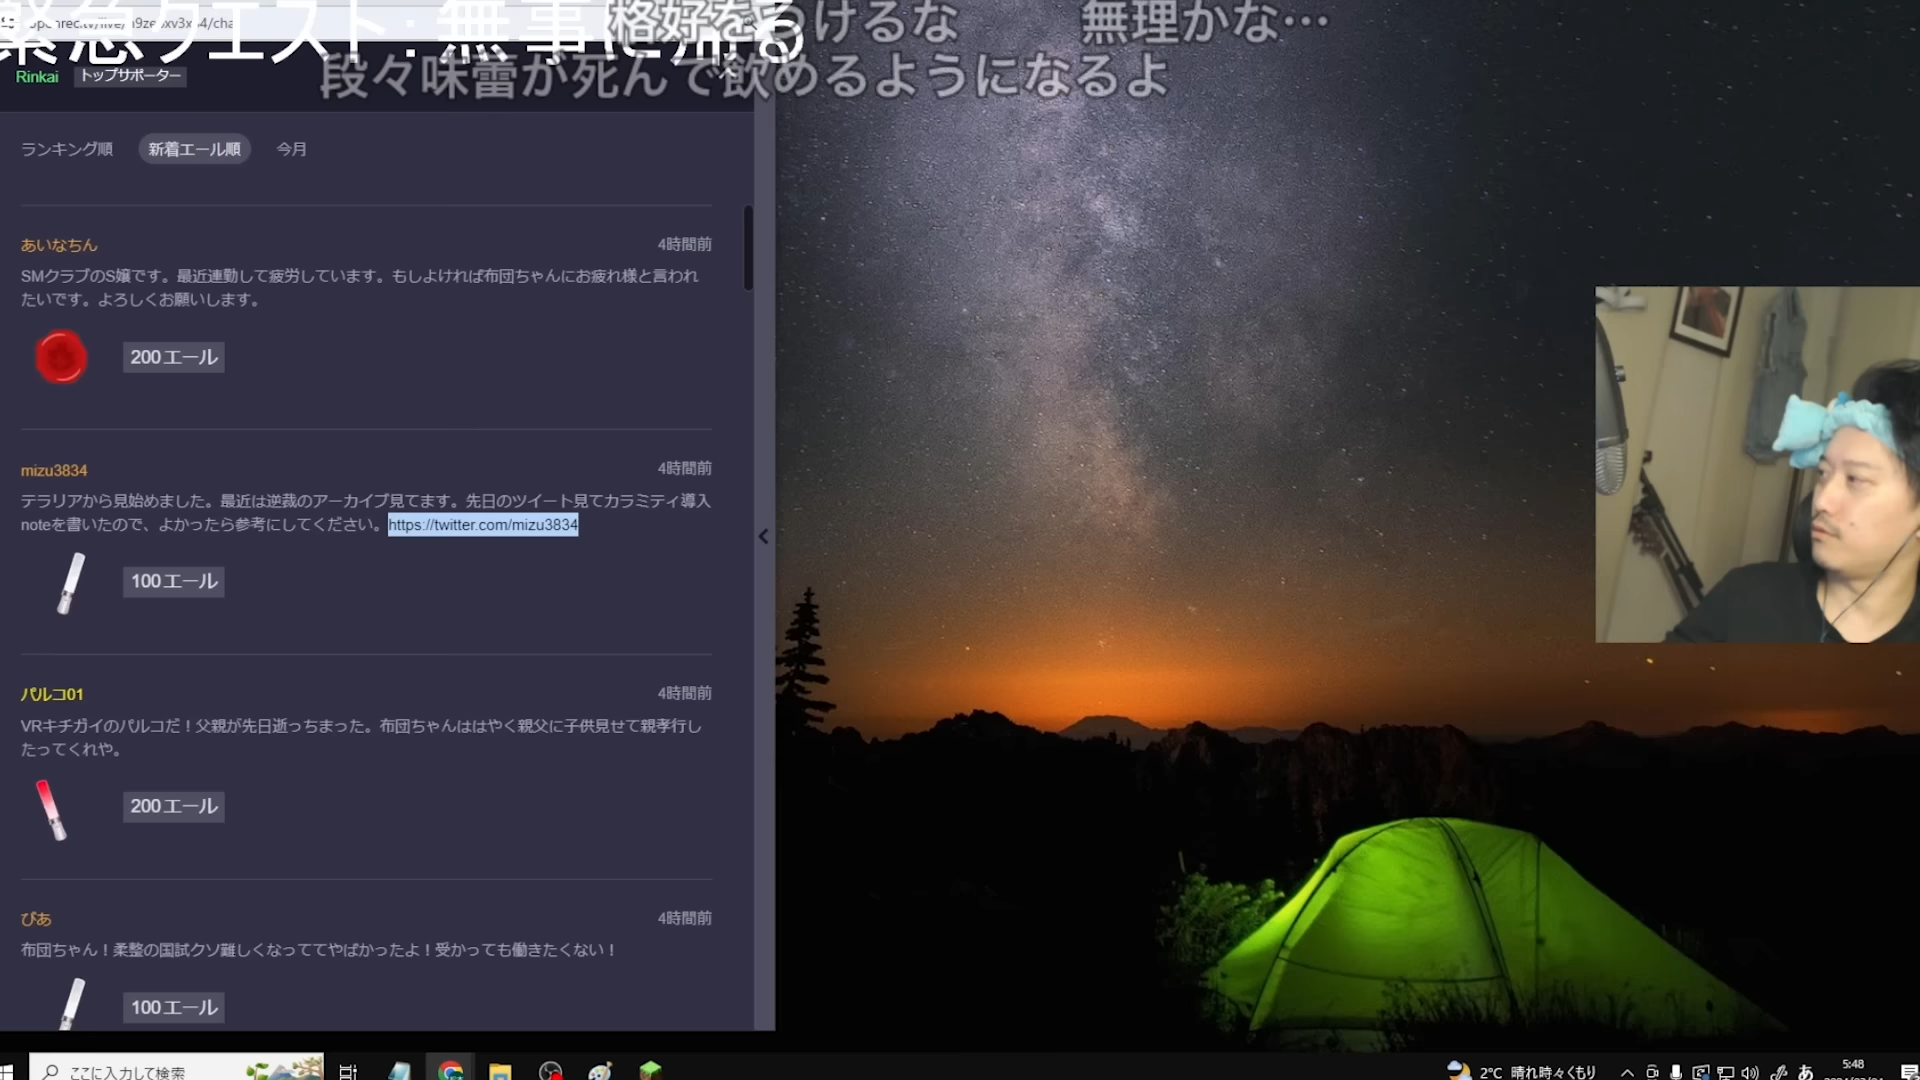 緊急クエスト:無事に帰る
格好をつけるな
無理かな…
段々味蕾が死んで飲めるようになるよ
Rinkai
トップサポーター
ランキング順
新着エール順
今月
あいなちん
4時間前
SMクラブのS嬢です。最近連勤して疲労しています。もしよければ布団ちゃんにお疲れ様と言われ
たいです。よろしくお願いします。
200エール
mizu3834
4時間前
テラリアから見始めました。最近は逆裁のアーカイブ見てます。先日のツイート見てカラミティ導入
noteを書いたので、よかったら参考にしてください。https://twitter.com/mizu3834
100エール
パルコ01
4時間前
VRキチガイのパルコだ！父親が先日逝っちまった。布団ちゃんははやく親父に子供見せて親孝行し
たってくれや。
200エール
ぴあ
4時間前
布団ちゃん！柔整の国試クソ難しくなっててやばかったよ！受かっても働きたくない！
100エール
ここに入力して検索
2°C 晴れ時々くもり
あ
5:48